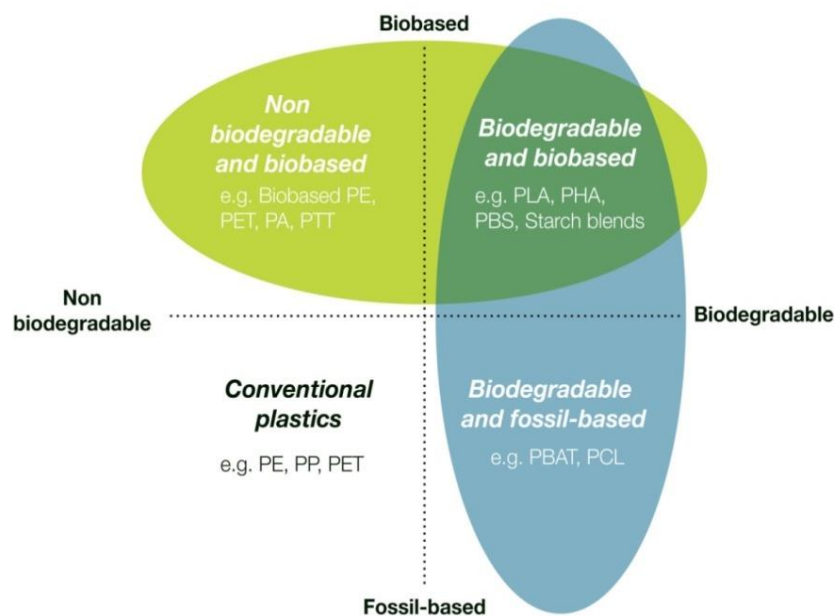 Biobased
Non
biodegradable
and biobased
e.g. Biobased PE,
PET, PA, PTT
Biodegradable
and biobased
e.g. PLA, PHA,
PBS, Starch blends
Non
biodegradable
Biodegradable
Conventional
plastics
e.g. PE, PP, PET
Biodegradable
and fossil-based
e.g. PBAT, PCL
Fossil-based